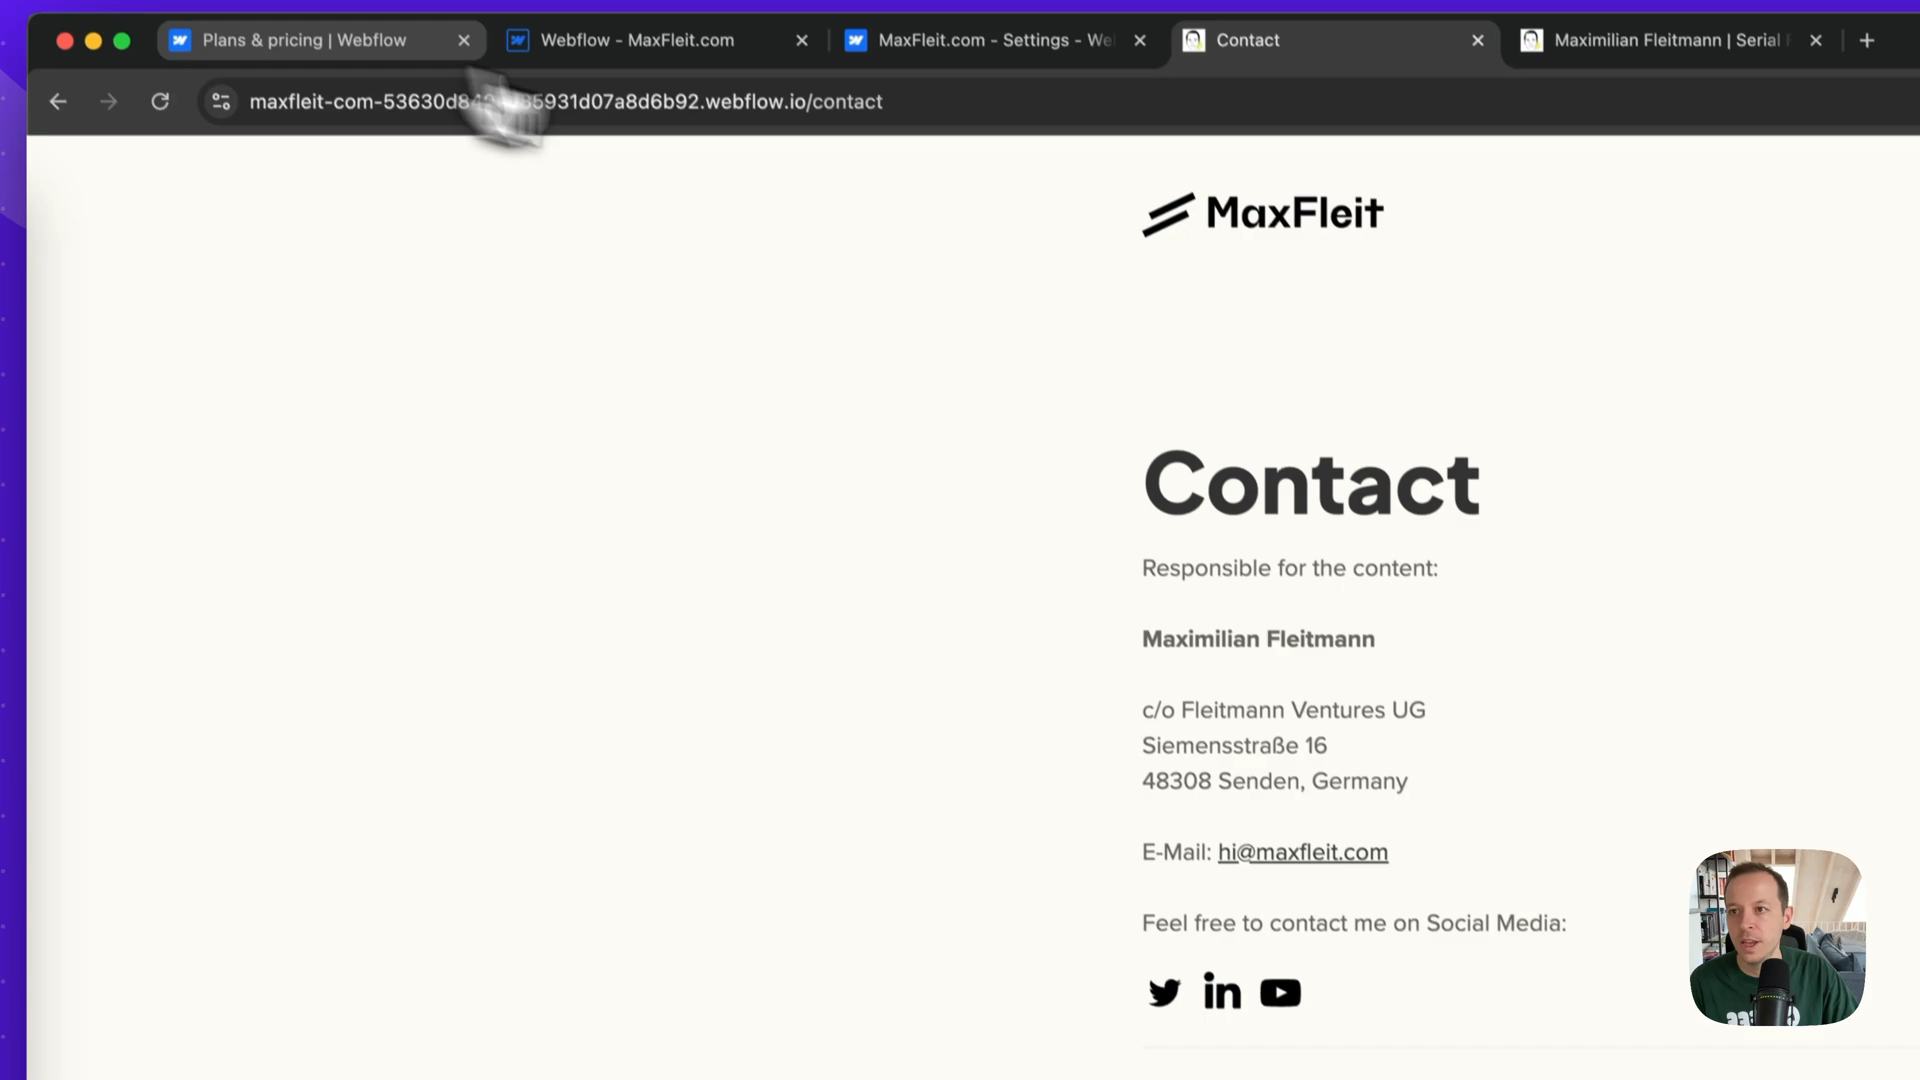 Plans & pricing | Webflow
Webflow - MaxFleit.com
MaxFleit.com - Settings - We
Contact
Maximilian Fleitmann | Serial
maxfleit-com-53630d8 5931d07a8d6b92.webflow.io/contact
MaxFleit
Contact
Responsible for the content:
Maximilian Fleitmann
c/o Fleitmann Ventures UG
Siemensstraße 16
48308 Senden, Germany
E-Mail: hi@maxfleit.com
Feel free to contact me on Social Media:
in